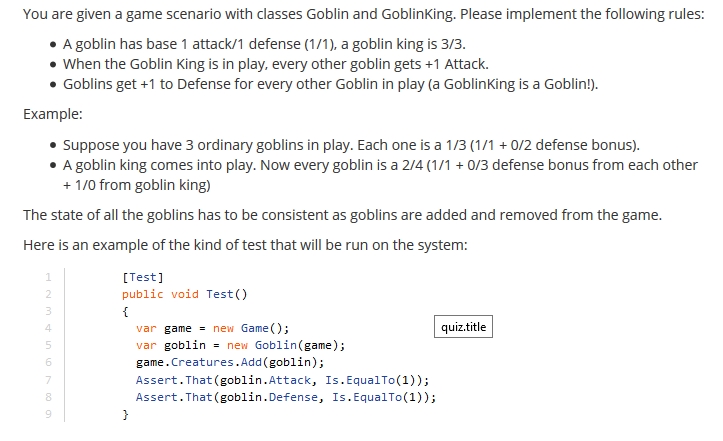 You are given a game scenario with classes Goblin and GoblinKing. Please implement the following rules:
• A goblin has base 1 attack/1 defense (1/1), a goblin king is 3/3.
• When the Goblin King is in play, every other goblin gets +1 Attack.
• Goblins get +1 to Defense for every other Goblin in play (a GoblinKing is a Goblin!).
Example:
• Suppose you have 3 ordinary goblins in play. Each one is a 1/3 (1/1 + 0/2 defense bonus).
• A goblin king comes into play. Now every goblin is a 2/4 (1/1 + 0/3 defense bonus from each other
+ 1/0 from goblin king)
The state of all the goblins has to be consistent as goblins are added and removed from the game.
Here is an example of the kind of test that will be run on the system:
1 [Test]
2 public void Test()
3 {
4 var game = new Game();
quiz.title
5 var goblin = new Goblin(game);
6 game.Creatures.Add(goblin);
7 Assert.That(goblin.Attack, Is.EqualTo(1));
8 Assert.That(goblin.Defense, Is.EqualTo(1));
9 }